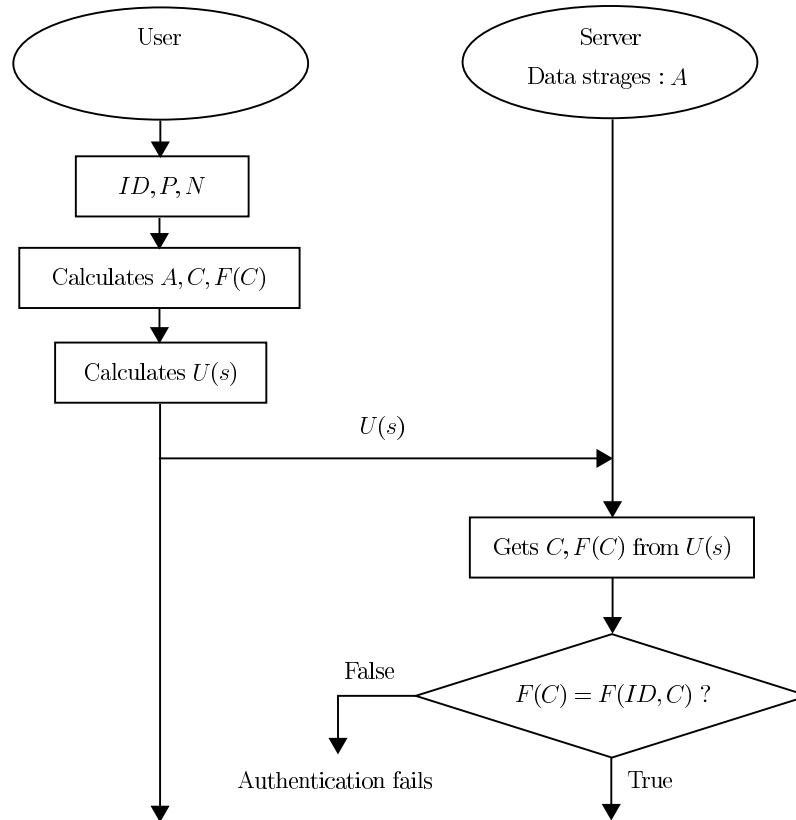 User
Server
Data strages : A
ID, P, N
Calculates A, C, F(C)
Calculates U(s)
U(s)
Gets C, F(C) from U(s)
False
F(C) = F(ID, C) ?
Authentication fails
True